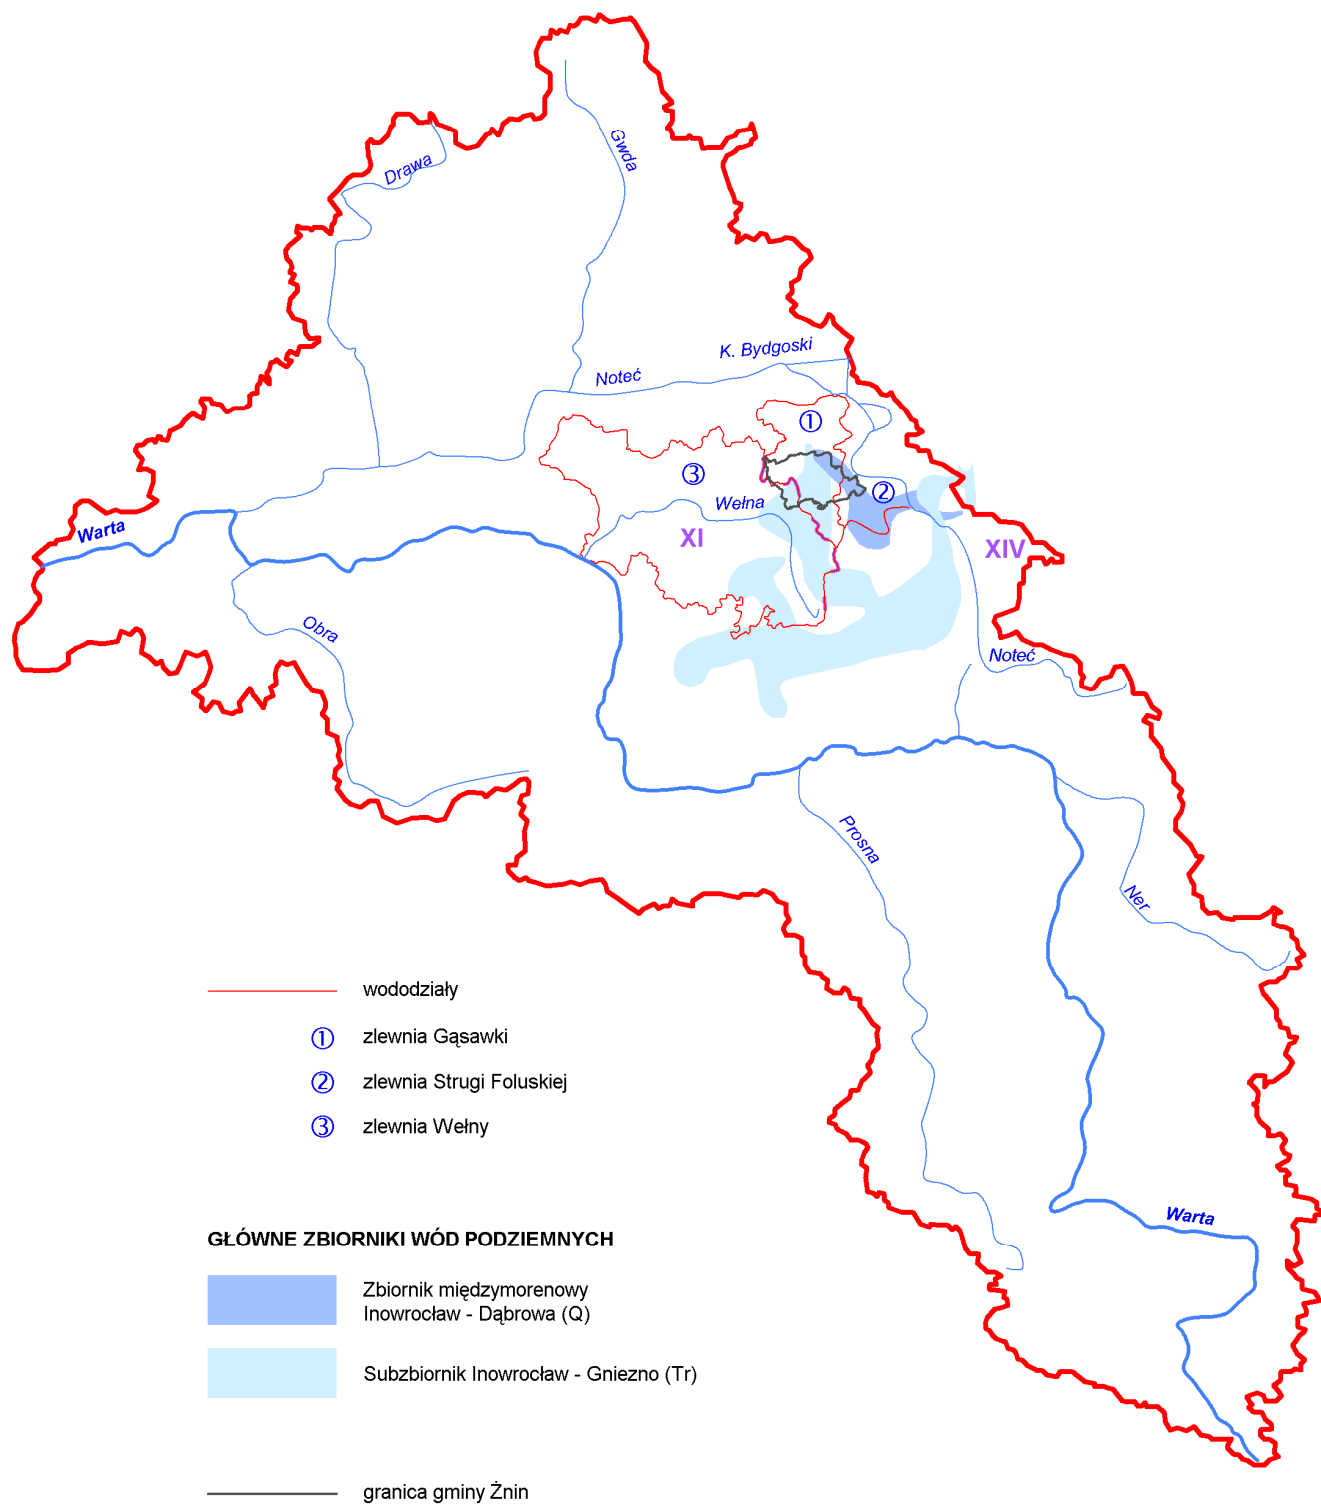 Gwda
Drawa
K. Bydgoski
Noteć
①
③
②
Wełna
Warta
XI
XIV
Obra
Noteć
Prosna
Ner
wododziały
① zlewnia Gąsawki
② zlewnia Strugi Foluskiej
③ zlewnia Wełny
Warta
GŁÓWNE ZBIORNIKI WÓD PODZIEMNYCH
Zbiornik międzymorenowy
Inowrocław - Dąbrowa (Q)
Subzbiornik Inowrocław - Gniezno (Tr)
granica gminy Żnin